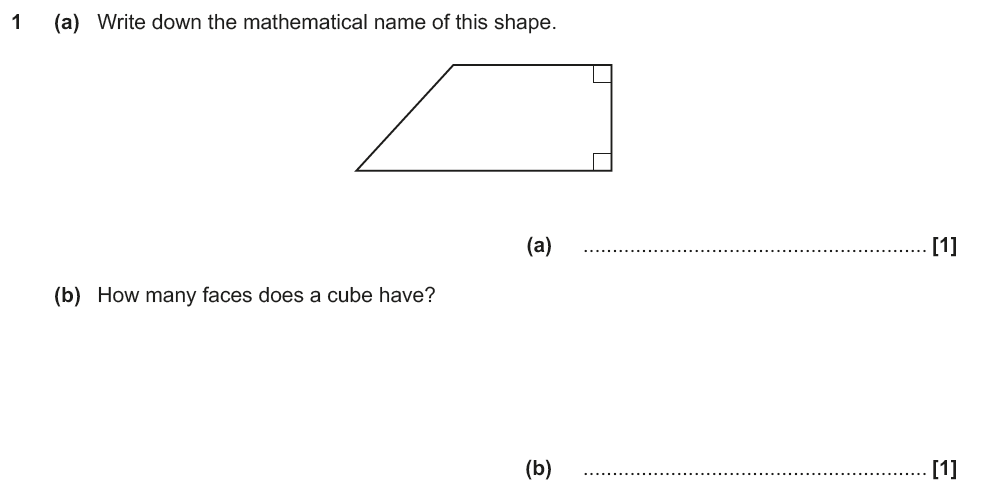 1 (a) Write down the mathematical name of this shape.
(a) .......................................................... [1]
(b) How many faces does a cube have?
(b) .......................................................... [1]